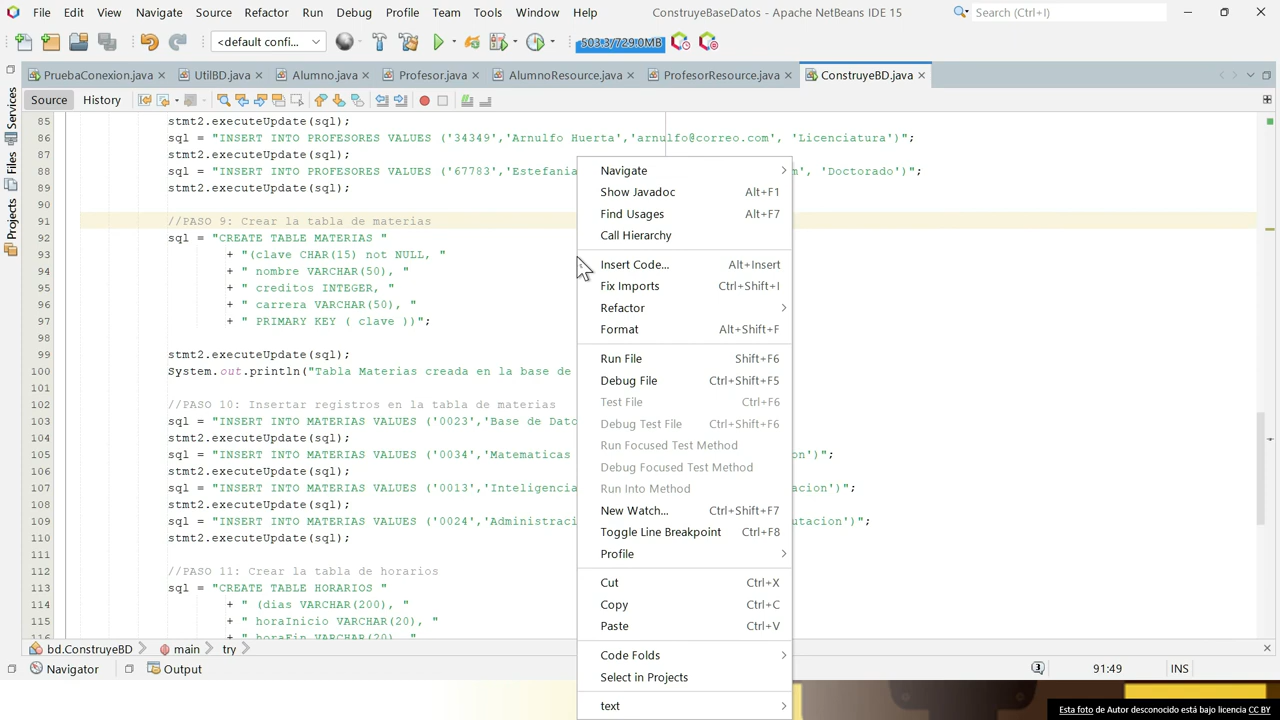 File Edit View Navigate Source Refactor Run Debug Profile Team Tools Window Help ConstruyeBaseDatos - Apache NetBeans IDE 15 Search (Ctrl+I)
<default confi... 503.3/729.0MB
PruebaConexion.java UtilBD.java Alumno.java Profesor.java AlumnoResource.java ProfesorResource.java ConstruyeBD.java
Source History
Services
Files
Projects
85 stmt2.executeUpdate(sql);
86 sql = "INSERT INTO PROFESORES VALUES ('34349','Arnulfo Huerta','arnulfo@correo.com', 'Licenciatura')";
87 stmt2.executeUpdate(sql);
88 sql = "INSERT INTO PROFESORES VALUES ('67783','Estefania m', 'Doctorado')";
89 stmt2.executeUpdate(sql);
90
91 //PASO 9: Crear la tabla de materias
92 sql = "CREATE TABLE MATERIAS "
93 + "(clave CHAR(15) not NULL, "
94 + " nombre VARCHAR(50), "
95 + " creditos INTEGER, "
96 + " carrera VARCHAR(50), "
97 + " PRIMARY KEY ( clave ))";
98
99 stmt2.executeUpdate(sql);
100 System.out.println("Tabla Materias creada en la base de
101
102 //PASO 10: Insertar registros en la tabla de materias
103 sql = "INSERT INTO MATERIAS VALUES ('0023','Base de Dato
104 stmt2.executeUpdate(sql);
105 sql = "INSERT INTO MATERIAS VALUES ('0034','Matematicas on')";
106 stmt2.executeUpdate(sql);
107 sql = "INSERT INTO MATERIAS VALUES ('0013','Inteligencia acion')";
108 stmt2.executeUpdate(sql);
109 sql = "INSERT INTO MATERIAS VALUES ('0024','Administraci utacion')";
110 stmt2.executeUpdate(sql);
111
112 //PASO 11: Crear la tabla de horarios
113 sql = "CREATE TABLE HORARIOS "
114 + " (dias VARCHAR(200), "
115 + " horaInicio VARCHAR(20), "
116 + " horaFin VARCHAR(20), "
Navigate
Show Javadoc Alt+F1
Find Usages Alt+F7
Call Hierarchy
Insert Code... Alt+Insert
Fix Imports Ctrl+Shift+I
Refactor
Format Alt+Shift+F
Run File Shift+F6
Debug File Ctrl+Shift+F5
Test File Ctrl+F6
Debug Test File Ctrl+Shift+F6
Run Focused Test Method
Debug Focused Test Method
Run Into Method
New Watch... Ctrl+Shift+F7
Toggle Line Breakpoint Ctrl+F8
Profile
Cut Ctrl+X
Copy Ctrl+C
Paste Ctrl+V
Code Folds
Select in Projects
text
bd.ConstruyeBD main try
Navigator Output 91:49 INS
Esta foto de Autor desconocido está bajo licencia CC BY